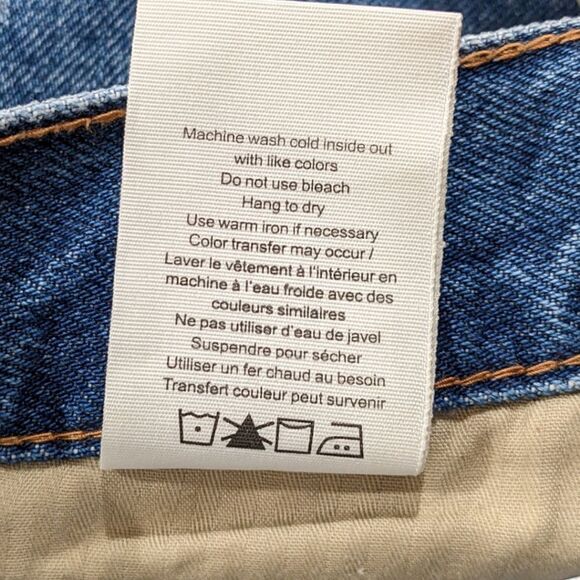 Machine wash cold inside out
with like colors
Do not use bleach
Hang to dry
Use warm iron if necessary
Color transfer may occur /
Laver le vêtement à l'intérieur en
machine à l'eau froide avec des
couleurs similaires
Ne pas utiliser d'eau de javel
Suspendre pour sécher
Utiliser un fer chaud au besoin
Transfert couleur peut survenir